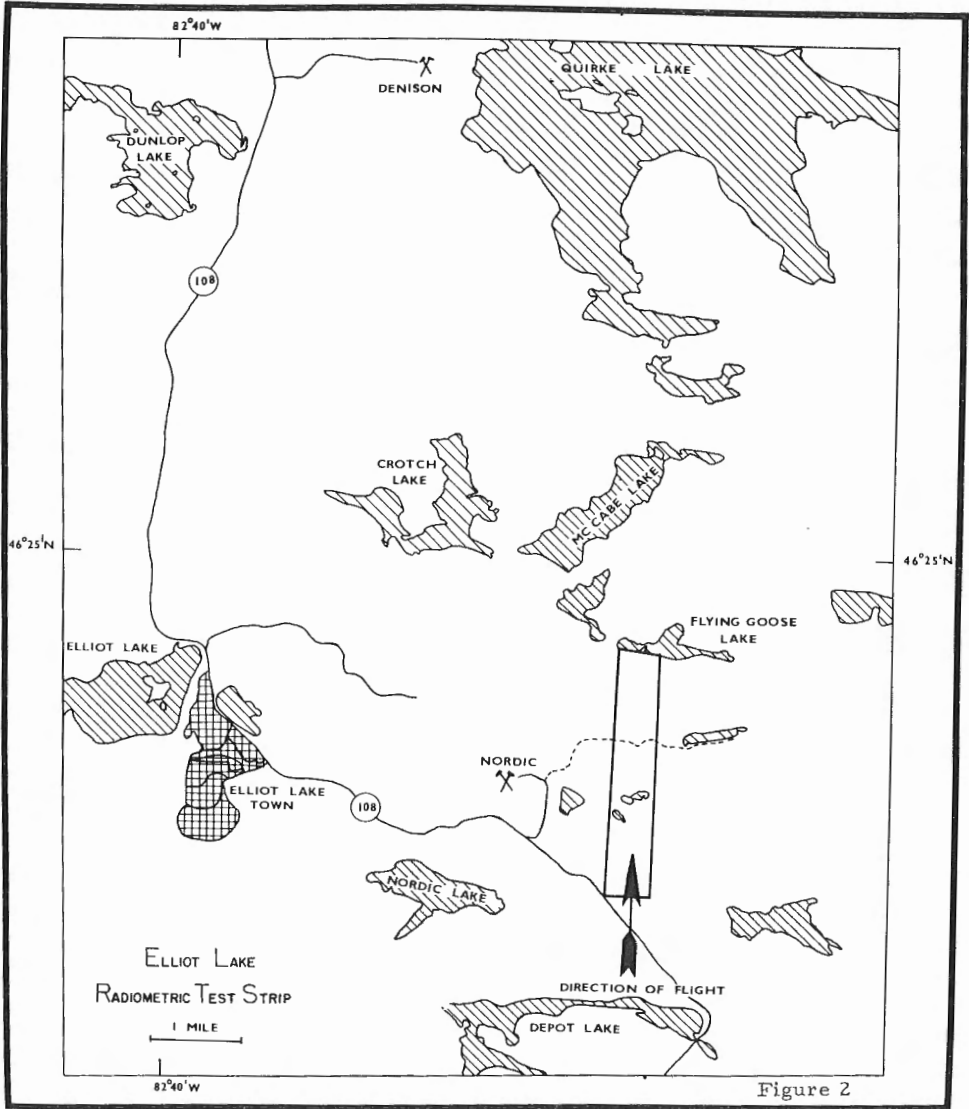 82°40'W
QUIRKE LAKE
DENISON
DUNLOP
LAKE
108
CROTCH
LAKE
MC CABE LAKE
46°25'N
46°25'N
FLYING GOOSE
LAKE
ELLIOT LAKE
NORDIC
ELLIOT LAKE
TOWN
108
NORDIC LAKE
ELLIOT LAKE
RADIOMETRIC TEST STRIP
1 MILE
DIRECTION OF FLIGHT
DEPOT LAKE
82°40'W
Figure 2